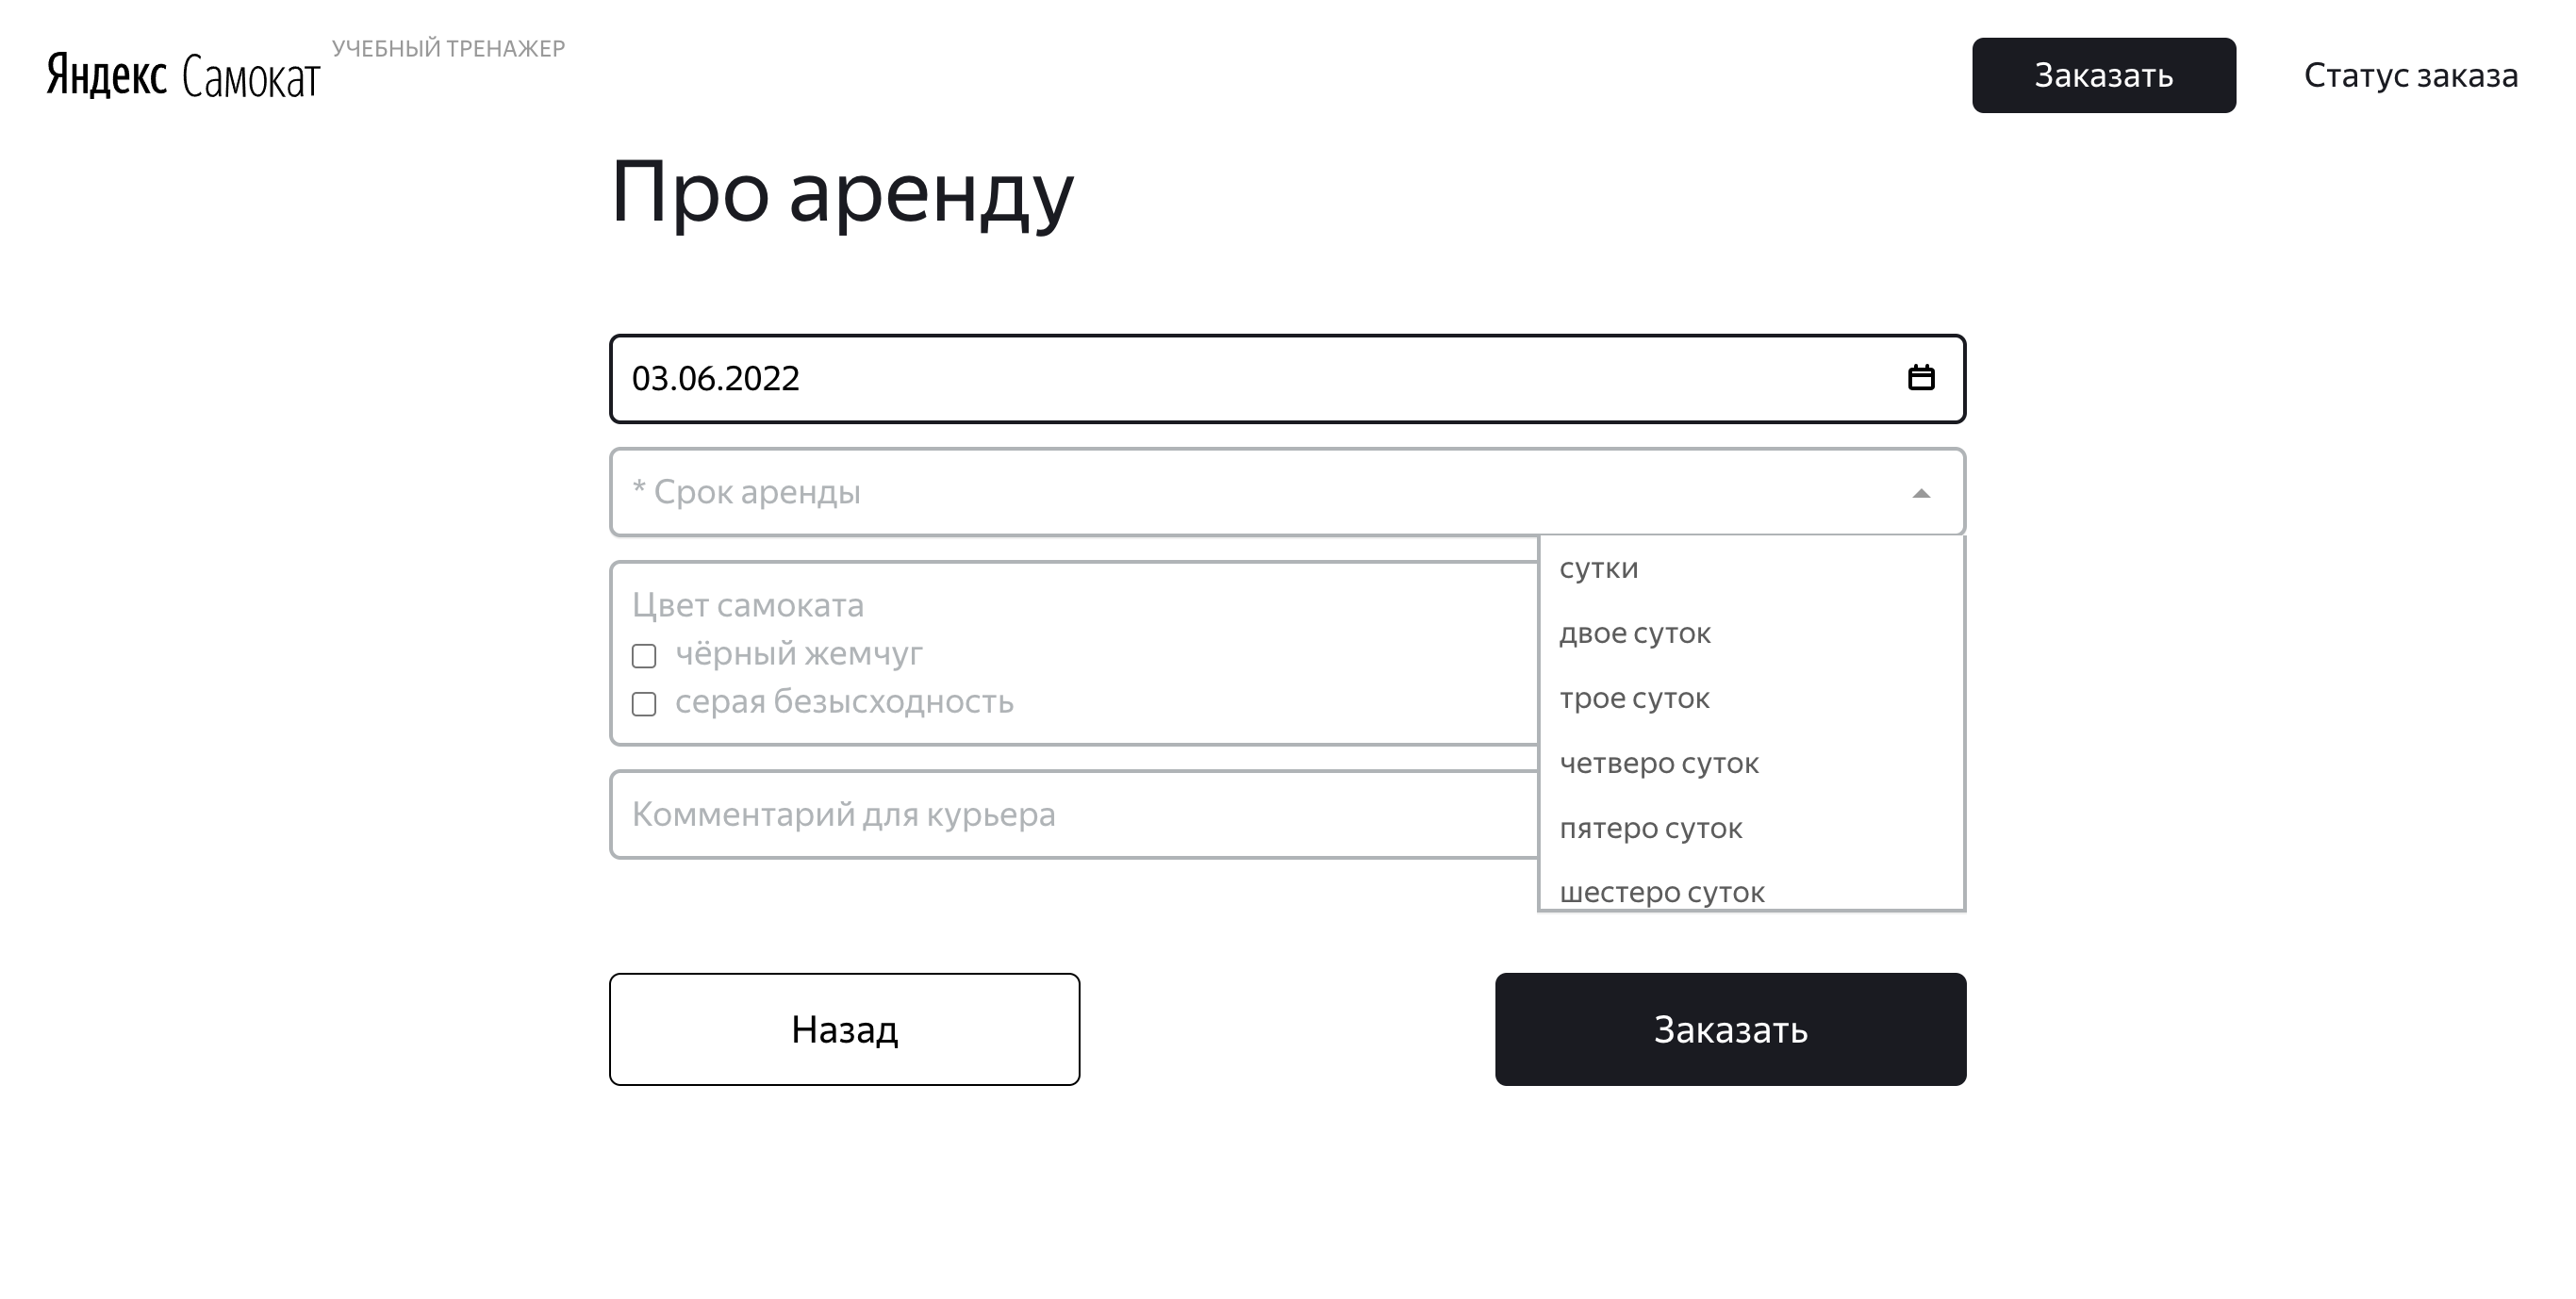 Яндекс Самокат
УЧЕБНЫЙ ТРЕНАЖЕР
Заказать
Статус заказа
Про аренду
03.06.2022
* Срок аренды
сутки
двое суток
трое суток
четверо суток
пятеро суток
шестеро суток
Цвет самоката
чёрный жемчуг
серая безысходность
Комментарий для курьера
Назад
Заказать